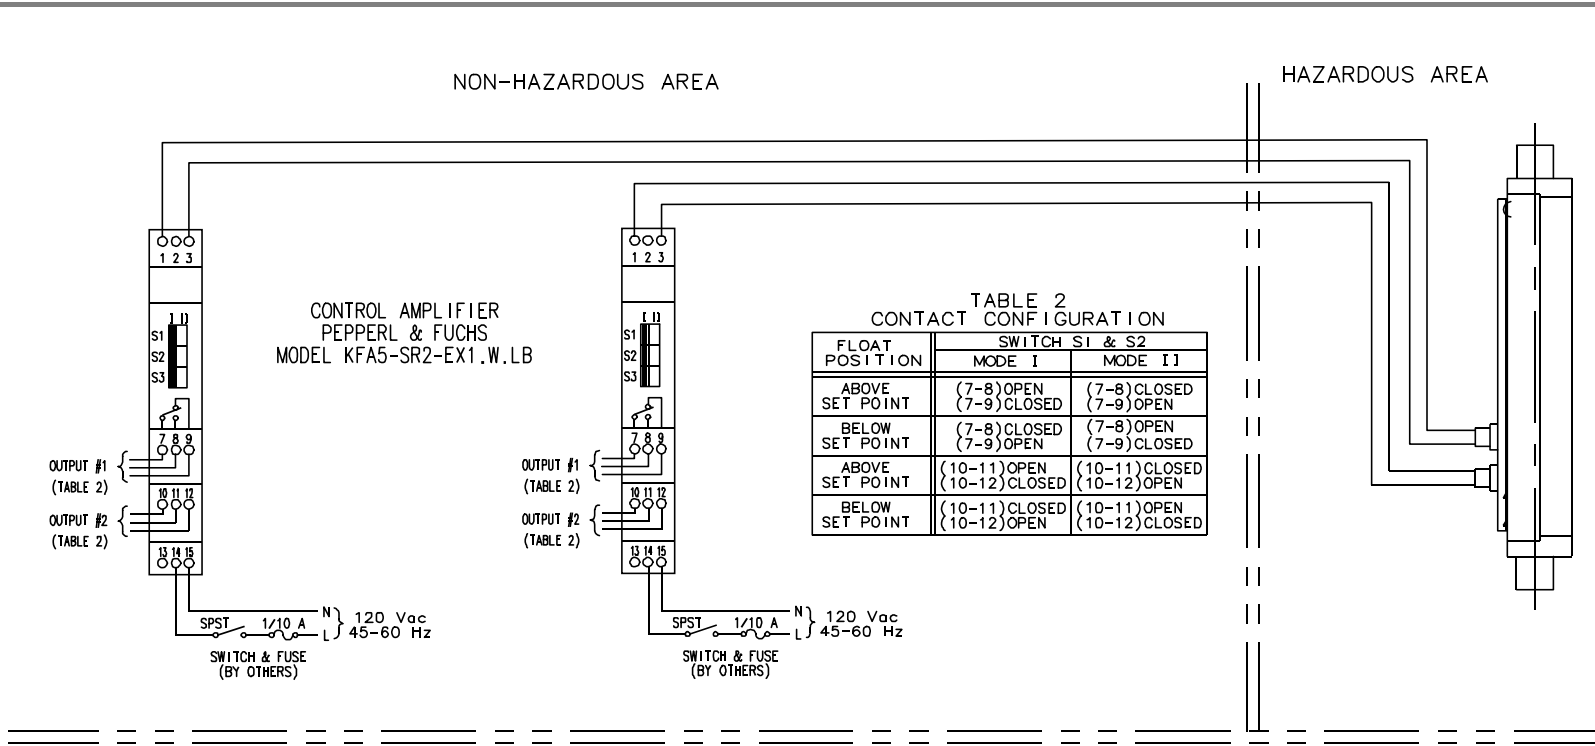 NON-HAZARDOUS AREA
HAZARDOUS AREA
1 2 3
1 2 3
CONTROL AMPLIFIER
PEPPERL & FUCHS
MODEL KFA5-SR2-EX1.W.LB
I II
S1
S2
S3
I II
S1
S2
S3
TABLE 2
CONTACT CONFIGURATION
FLOAT POSITION
SWITCH S1 & S2
MODE I
MODE II
ABOVE SET POINT
(7-8)OPEN
(7-9)CLOSED
(7-8)CLOSED
(7-9)OPEN
BELOW SET POINT
(7-8)CLOSED
(7-9)OPEN
(7-8)OPEN
(7-9)CLOSED
ABOVE SET POINT
(10-11)OPEN
(10-12)CLOSED
(10-11)CLOSED
(10-12)OPEN
BELOW SET POINT
(10-11)CLOSED
(10-12)OPEN
(10-11)OPEN
(10-12)CLOSED
7 8 9
OUTPUT #1
(TABLE 2)
10 11 12
OUTPUT #2
(TABLE 2)
13 14 15
7 8 9
OUTPUT #1
(TABLE 2)
10 11 12
OUTPUT #2
(TABLE 2)
13 14 15
SPST
1/10 A
N
L
120 Vac
45-60 Hz
SWITCH & FUSE
(BY OTHERS)
SPST
1/10 A
N
L
120 Vac
45-60 Hz
SWITCH & FUSE
(BY OTHERS)